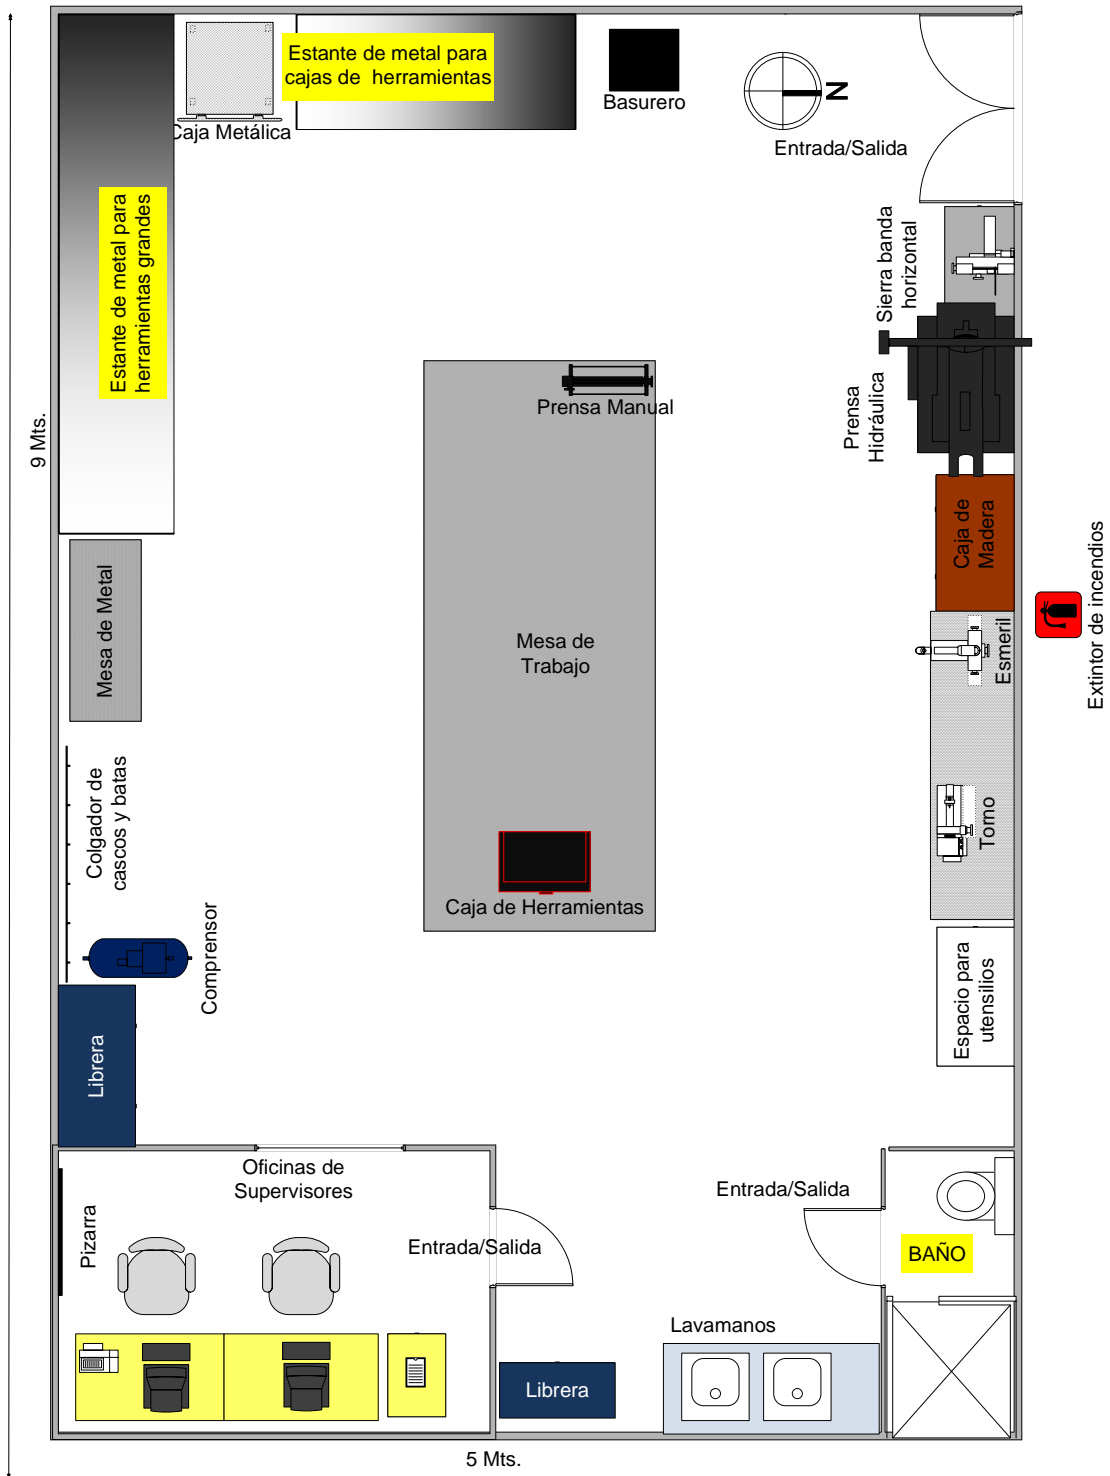 Estante de metal para
cajas de  herramientas
Basurero
N
Caja Metálica
Entrada/Salida
Estante de metal para
herramientas grandes
Sierra banda
horizontal
Prensa Manual
Prensa
Hidráulica
9 Mts.
Caja de
Madera
Mesa de Metal
Mesa de
Trabajo
Esmeril
Extintor de incendios
Colgador de
cascos y batas
Torno
Caja de Herramientas
Comprensor
Espacio para
utensilios
Librera
Oficinas de
Supervisores
Pizarra
Entrada/Salida
Entrada/Salida
BAÑO
Lavamanos
Librera
5 Mts.